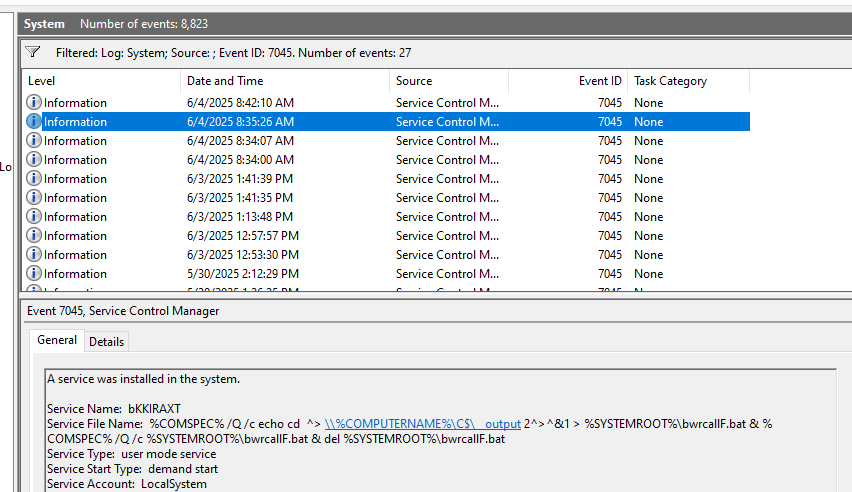 System Number of events: 8,823
Filtered: Log: System; Source: ; Event ID: 7045. Number of events: 27
Lo
Level Date and Time Source Event ID Task Category
Information 6/4/2025 8:42:10 AM Service Control M... 7045 None
Information 6/4/2025 8:35:26 AM Service Control M... 7045 None
Information 6/4/2025 8:34:07 AM Service Control M... 7045 None
Information 6/4/2025 8:34:00 AM Service Control M... 7045 None
Information 6/3/2025 1:41:39 PM Service Control M... 7045 None
Information 6/3/2025 1:41:35 PM Service Control M... 7045 None
Information 6/3/2025 1:13:48 PM Service Control M... 7045 None
Information 6/3/2025 12:57:57 PM Service Control M... 7045 None
Information 6/3/2025 12:53:30 PM Service Control M... 7045 None
Information 5/30/2025 2:12:29 PM Service Control M... 7045 None
Event 7045, Service Control Manager
General Details
A service was installed in the system.
Service Name: bKKIRAXT
Service File Name: %COMSPEC% /Q /c echo cd ^> \\%COMPUTERNAME%\C$\__output 2^>^&1 > %SYSTEMROOT%\bwrcallF.bat & %
COMSPEC% /Q /c %SYSTEMROOT%\bwrcallF.bat & del %SYSTEMROOT%\bwrcallF.bat
Service Type: user mode service
Service Start Type: demand start
Service Account: LocalSystem